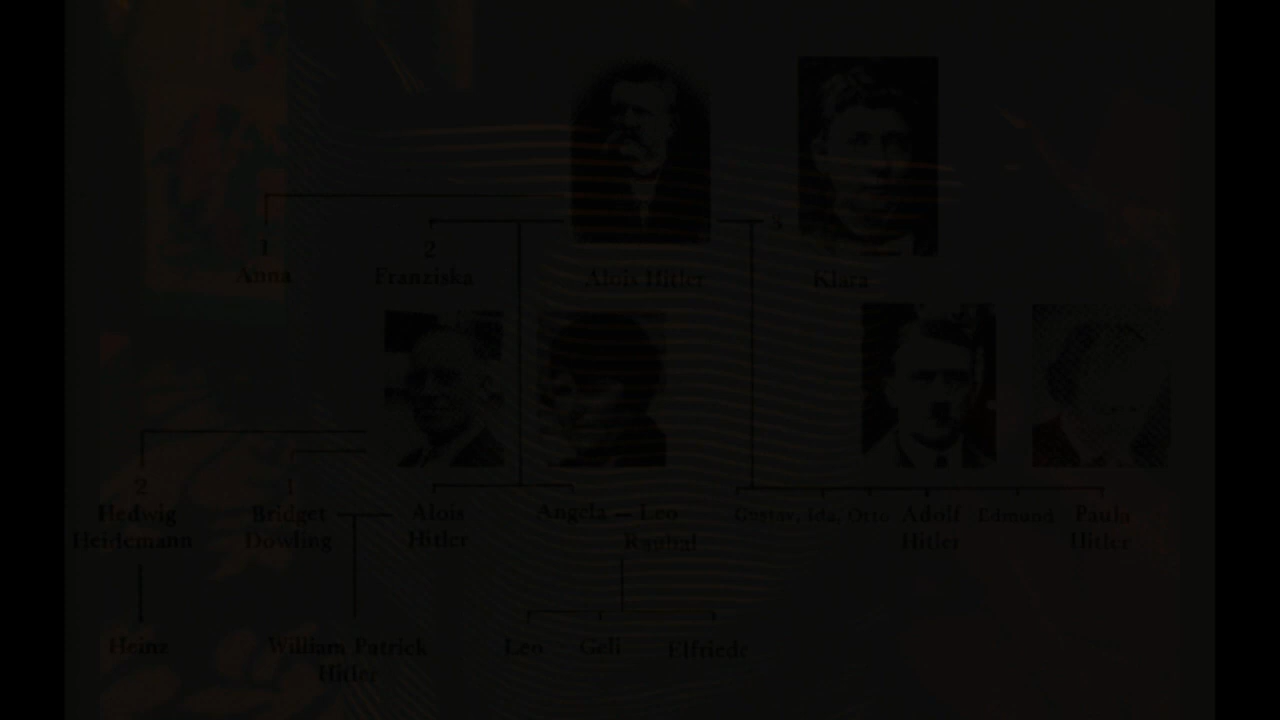 1
Anna
2
Franziska
Alois Hitler
3
Klara
2
Hedwig
Heidemann
1
Bridget
Dowling
Alois
Hitler
Angela — Leo
Raubal
Gustav, Ida, Otto
Adolf
Hitler
Edmund
Paula
Hitler
Heinz
William Patrick
Hitler
Leo
Geli
Elfriede